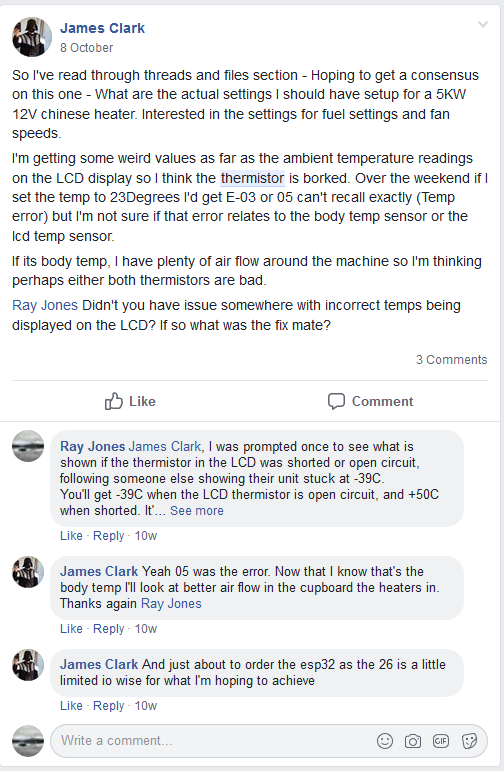 James Clark
8 October
So I've read through threads and files section - Hoping to get a consensus
on this one - What are the actual settings I should have setup for a 5KW
12V chinese heater. Interested in the settings for fuel settings and fan
speeds.
I'm getting some weird values as far as the ambient temperature readings
on the LCD display so I think the thermistor is borked. Over the weekend if I
set the temp to 23Degrees I'd get E-03 or 05 can't recall exactly (Temp
error) but I'm not sure if that error relates to the body temp sensor or the
lcd temp sensor.
If its body temp, I have plenty of air flow around the machine so I'm thinking
perhaps either both thermistors are bad.
Ray Jones Didn't you have issue somewhere with incorrect temps being
displayed on the LCD? If so what was the fix mate?
3 Comments
Like
Comment
Ray Jones James Clark, I was prompted once to see what is
shown if the thermistor in the LCD was shorted or open circuit,
following someone else showing their unit stuck at -39C.
You'll get -39C when the LCD thermistor is open circuit, and +50C
when shorted. It'... See more
Like · Reply · 10w
James Clark Yeah 05 was the error. Now that I know that's the
body temp I'll look at better air flow in the cupboard the heaters in.
Thanks again Ray Jones
Like · Reply · 10w
James Clark And just about to order the esp32 as the 26 is a little
limited io wise for what I'm hoping to achieve
Like · Reply · 10w
Write a comment...
GIF